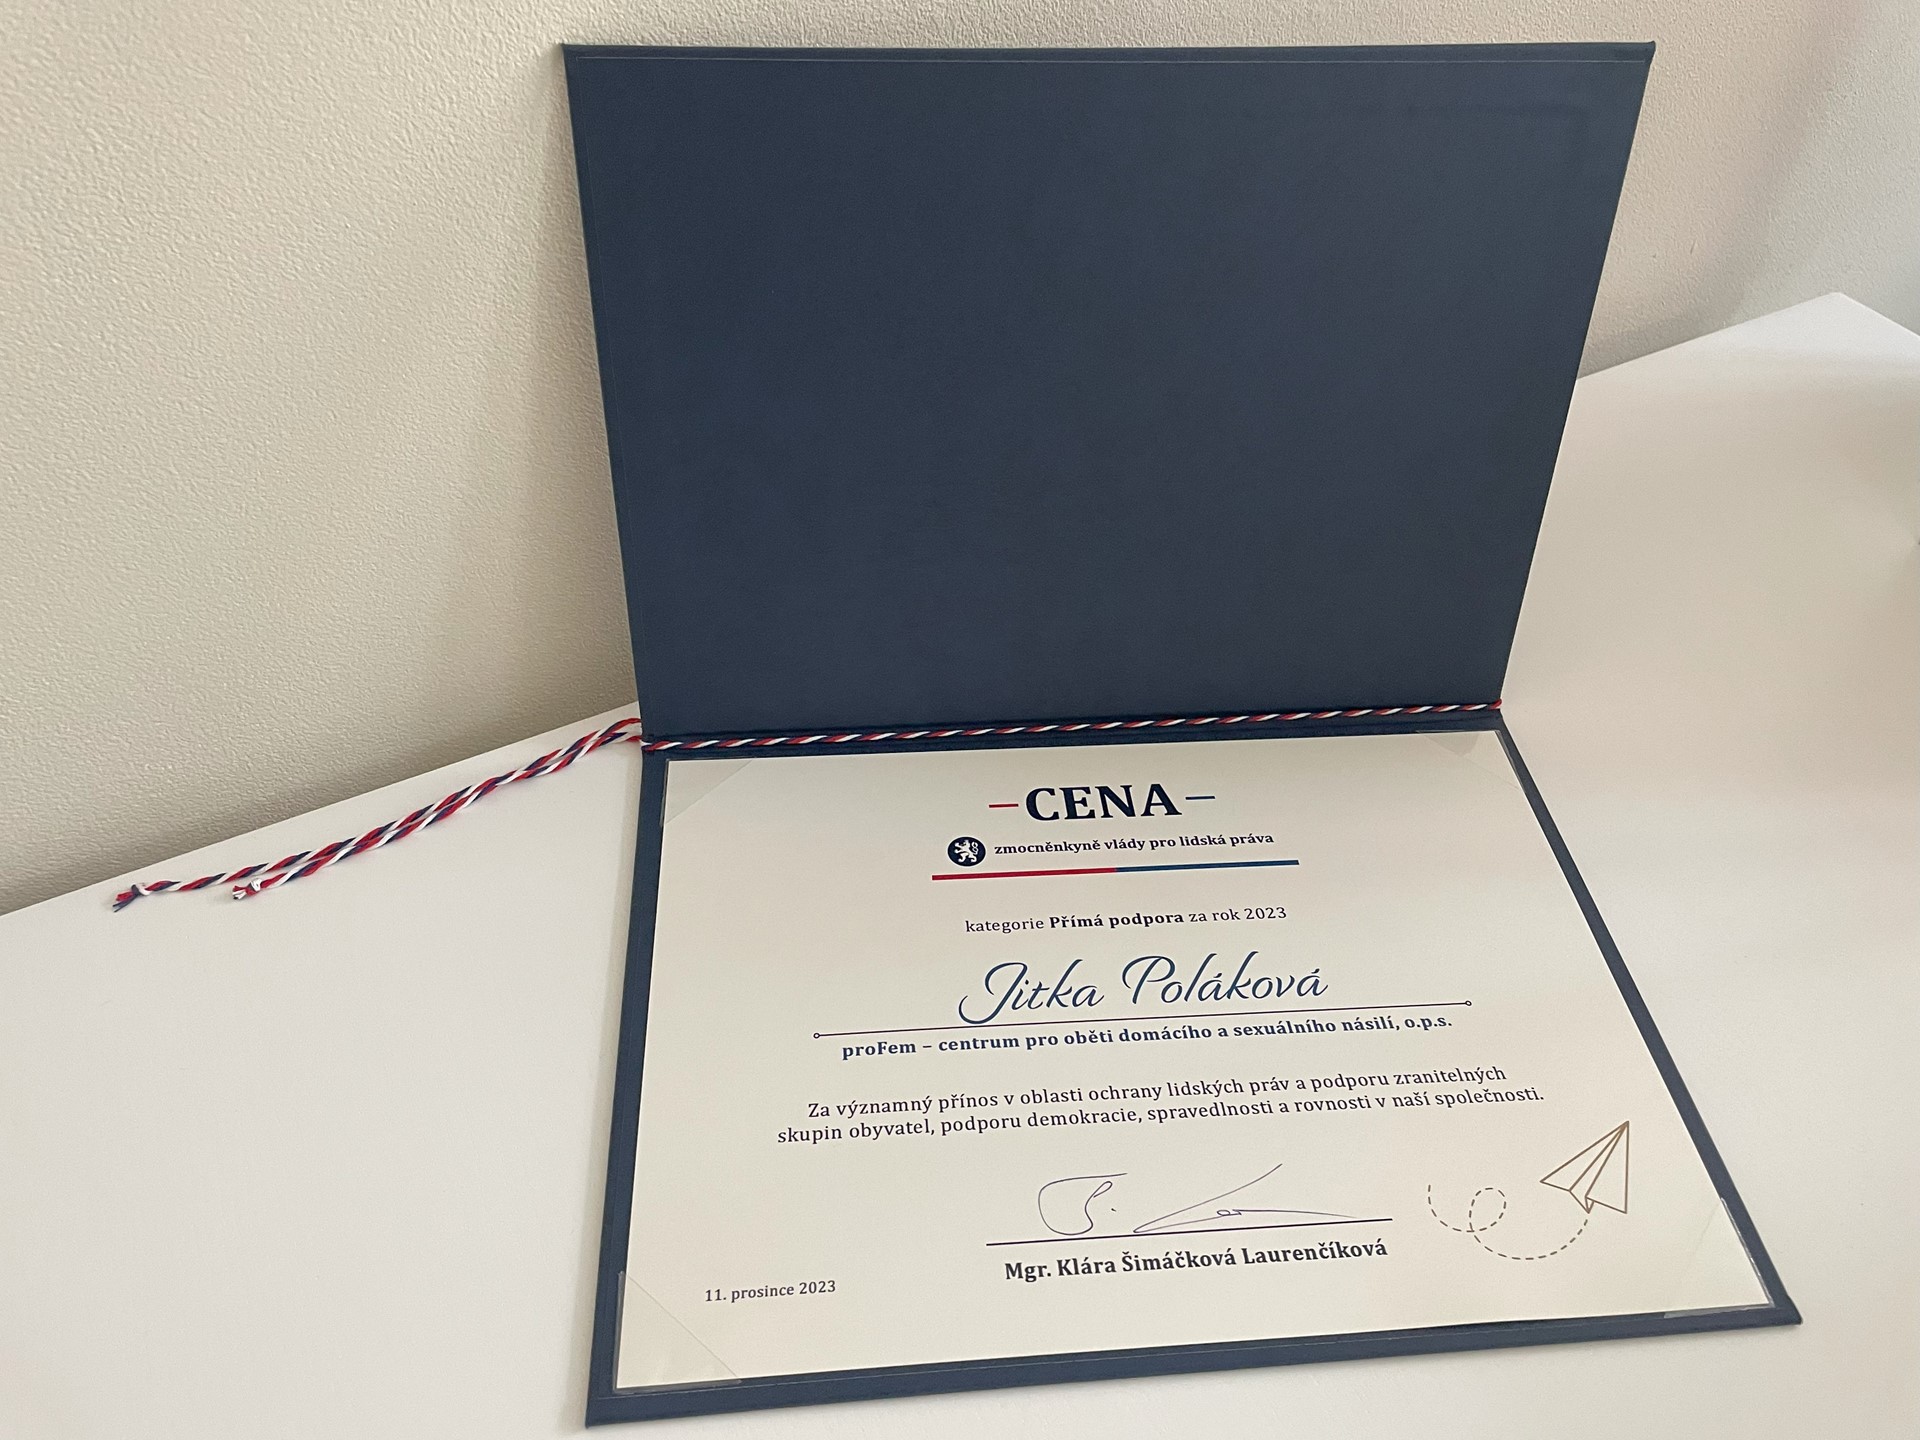 –CENA–
zmocněnkyně vlády pro lidská práva
kategorie Přímá podpora za rok 2023
Jitka Poláková
proFem – centrum pro oběti domácího a sexuálního násilí, o.p.s.
Za významný přínos v oblasti ochrany lidských práv a podporu zranitelných
skupin obyvatel, podporu demokracie, spravedlnosti a rovnosti v naší společnosti.
Mgr. Klára Šimáčková Laurenčíková
11. prosince 2023